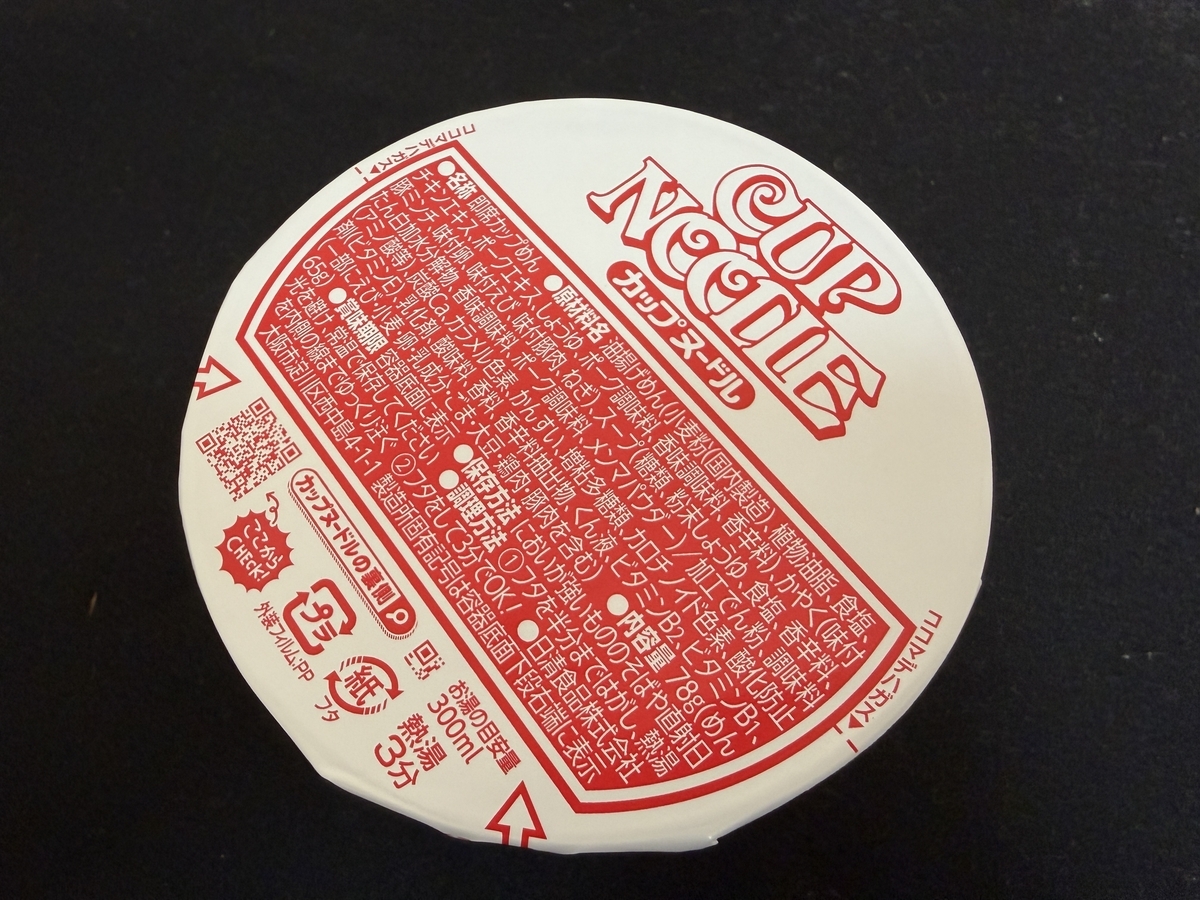 CUP
NOODLE
カップヌードル
ココマデハガス
●名称 即席カップめん ●原材料名 油揚げめん(小麦粉(国内製造)、植物油脂、食塩、
チキンエキス、ポークエキス、しょうゆ、ポーク調味料、香味調味料、香辛料)、かやく(味付
豚ミンチ、味付卵、味付えび、味付豚肉、ねぎ)、スープ(糖類、粉末しょうゆ、食塩、香辛料、
たん白加水分解物、香味調味料、ポーク調味料、メンマパウダー)/加工でん粉、調味料
(アミノ酸等)、炭酸Ca、カラメル色素、かんすい、増粘多糖類、カロチノイド色素、酸化防止
剤(ビタミンE)、乳化剤、酸味料、香料、香辛料抽出物、くん液、ビタミンB2、ビタミンB1、
(一部にえび・小麦・卵・乳成分・ごま・大豆・鶏肉・豚肉を含む) ●内容量 78g(めん
65g) ●賞味期限 容器底面に表示 ●保存方法 においが強いもののそばや直射日
光を避け、常温で保存してください ●調理方法 ①フタを半分まではがし、熱湯
を内側の線までゆっくり注ぐ ②フタをして3分でOK! ●日清食品株式会社
大阪市淀川区西中島4-1-1 製造所固有記号は容器底面下段右端に表示
ココマデハガス
カップヌードルの裏側
ここから
CHECK!
プラ
外装フィルム:PP
紙
フタ
お湯の目安量
300ml
熱湯
3分